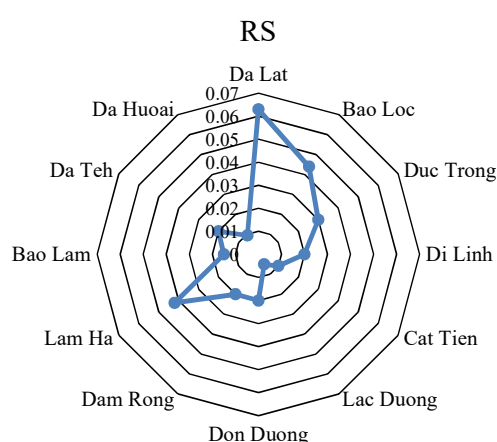 RS
Da Lat
Bao Loc
Duc Trong
Di Linh
Cat Tien
Lac Duong
Don Duong
Dam Rong
Lam Ha
Bao Lam
Da Teh
Da Huoai
0.07
0.06
0.05
0.04
0.03
0.02
0.01
0